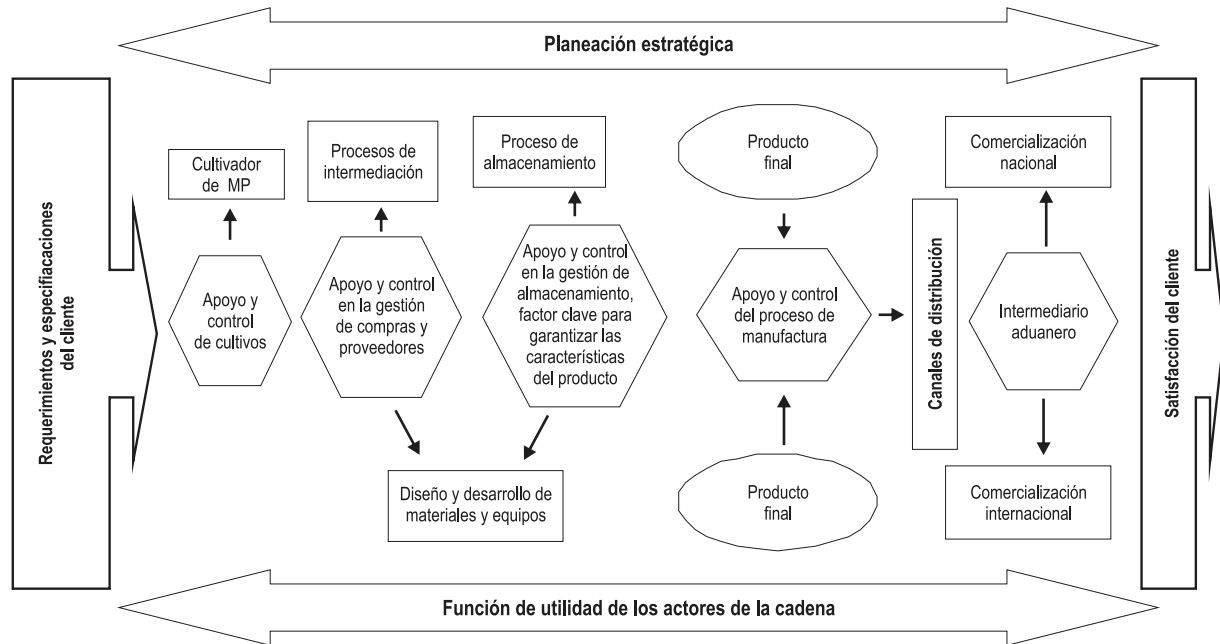 Planeación estratégica
Requerimientos y especifiacaciones
del cliente
Cultivador
de MP
Procesos de
intermediación
Proceso de
almacenamiento
Producto
final
Comercialización
nacional
Apoyo y
control
de cultivos
Apoyo y control
en la gestión
de compras y
proveedores
Apoyo y control
en la gestión de
almacenamiento,
factor clave para
garantizar las
características
del producto
Apoyo y control
del proceso de
manufactura
Canales de distribución
Intermediario
aduanero
Satisfacción del cliente
Diseño y desarrollo de
materiales y equipos
Producto
final
Comercialización
internacional
Función de utilidad de los actores de la cadena